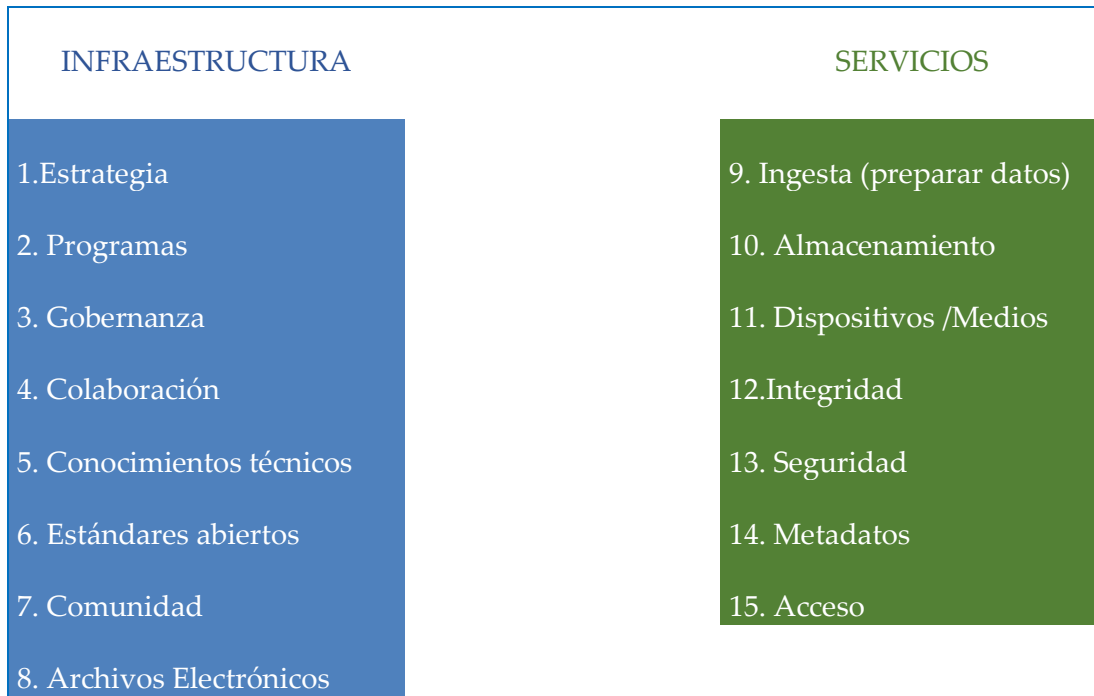 INFRAESTRUCTURA
1.Estrategia
2. Programas
3. Gobernanza
4. Colaboración
5. Conocimientos técnicos
6. Estándares abiertos
7. Comunidad
8. Archivos Electrónicos
SERVICIOS
9. Ingesta (preparar datos)
10. Almacenamiento
11. Dispositivos /Medios
12.Integridad
13. Seguridad
14. Metadatos
15. Acceso